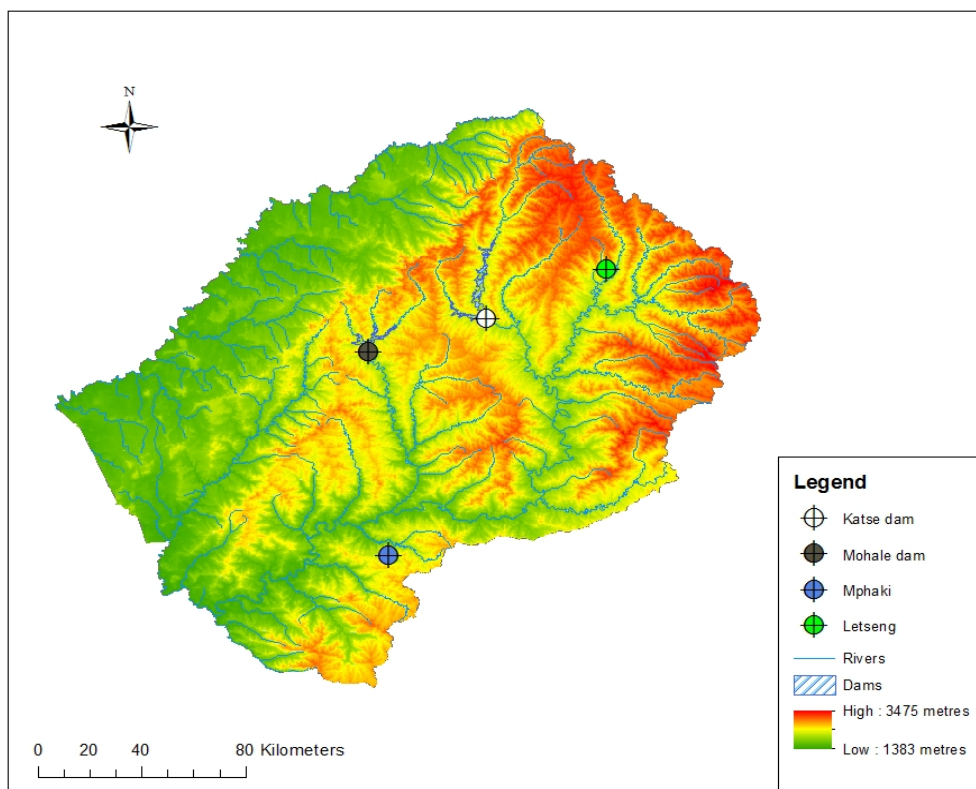 N
Legend
Katse dam
Mohale dam
Mphaki
Letseng
Rivers
Dams
High : 3475 metres
Low : 1383 metres
0 20 40 80 Kilometers